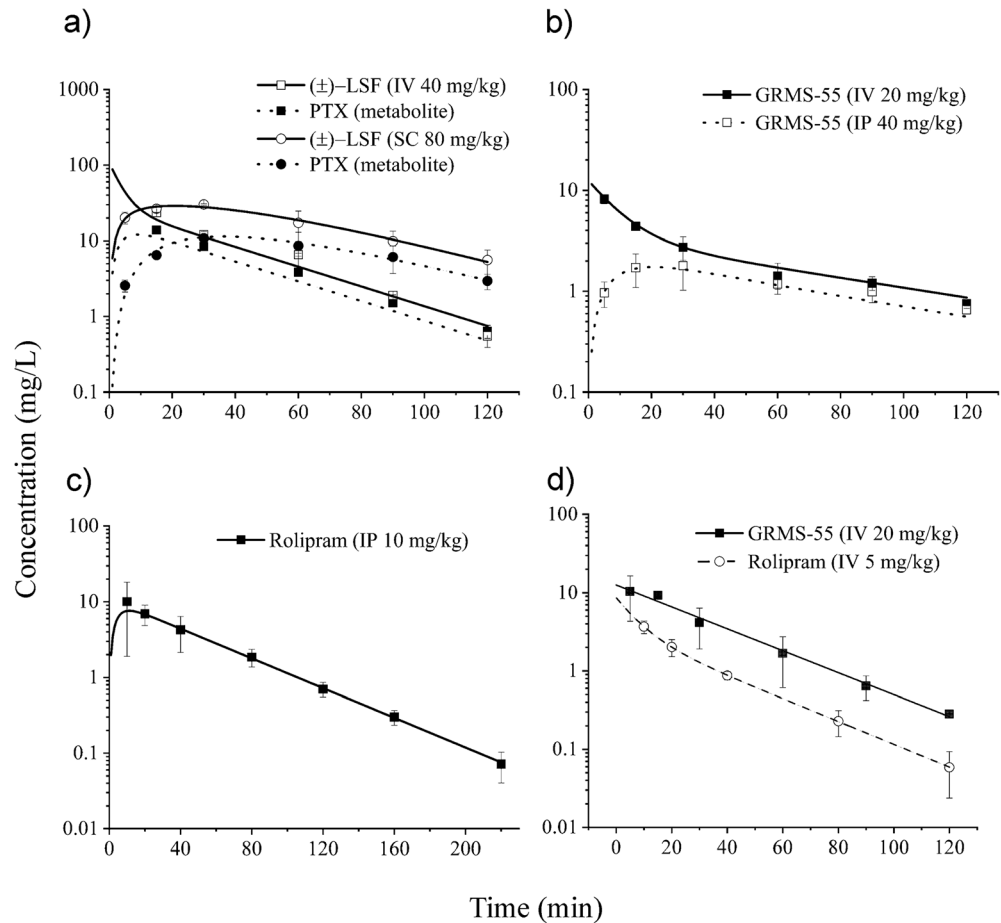 a)
(±)–LSF (IV 40 mg/kg)
PTX (metabolite)
(±)–LSF (SC 80 mg/kg)
PTX (metabolite)
1000
100
10
1
0.1
0 20 40 60 80 100 120
b)
GRMS-55 (IV 20 mg/kg)
GRMS-55 (IP 40 mg/kg)
100
10
1
0.1
0 20 40 60 80 100 120
c)
Rolipram (IP 10 mg/kg)
100
10
1
0.1
0.01
0 40 80 120 160 200
d)
GRMS-55 (IV 20 mg/kg)
Rolipram (IV 5 mg/kg)
100
10
1
0.1
0.01
0 20 40 60 80 100 120
Concentration (mg/L)
Time (min)